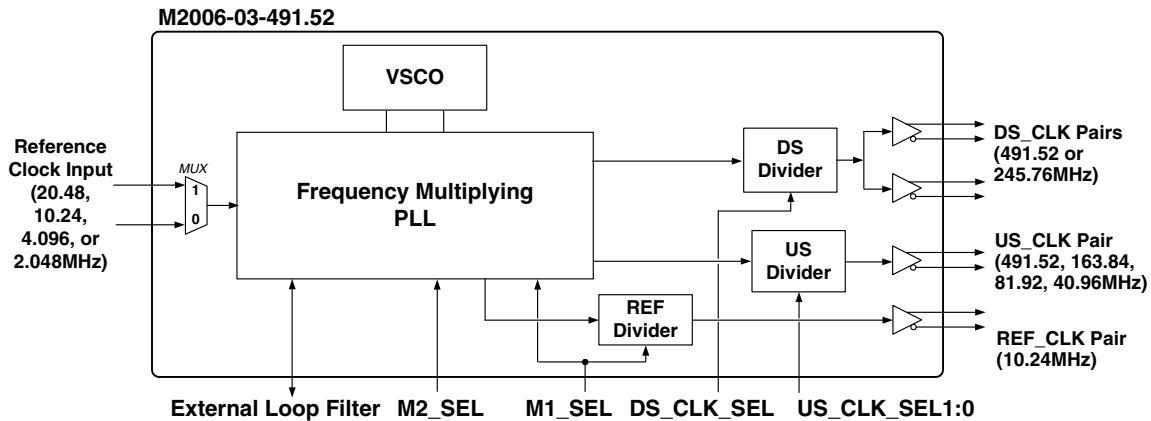 M2006-03-491.52
VSCO
Reference
Clock Input
(20.48,
10.24,
4.096, or
2.048MHz)
MUX
1
0
Frequency Multiplying
PLL
DS
Divider
DS_CLK Pairs
(491.52 or
245.76MHz)
US
Divider
US_CLK Pair
(491.52, 163.84,
81.92, 40.96MHz)
REF
Divider
REF_CLK Pair
(10.24MHz)
External Loop Filter
M2_SEL
M1_SEL
DS_CLK_SEL
US_CLK_SEL1:0